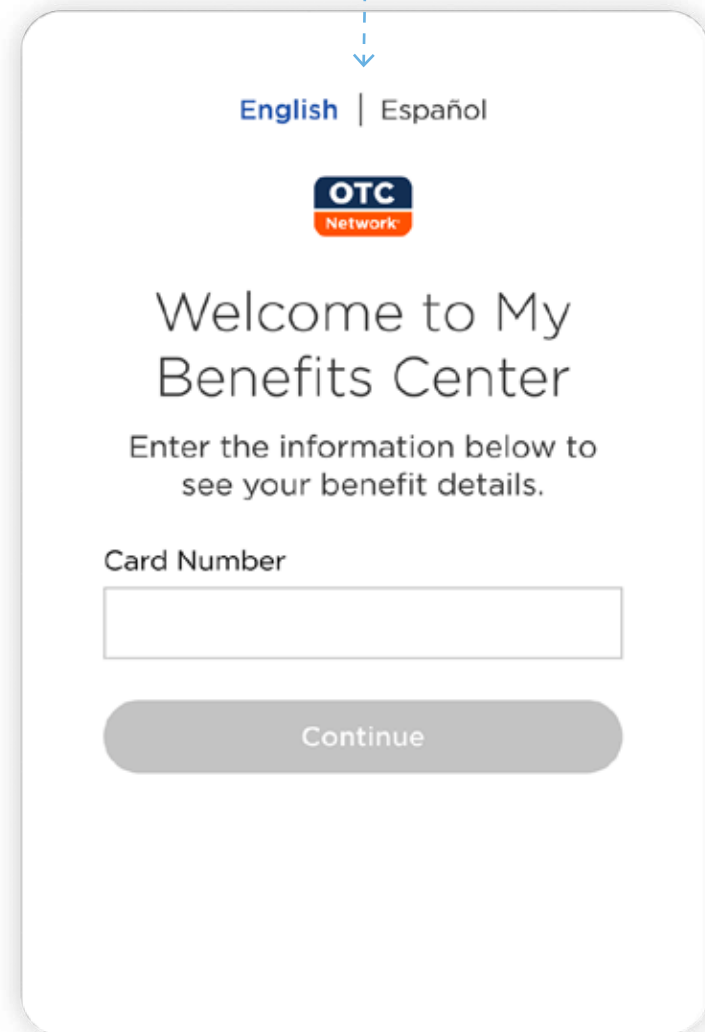 English | Español
OTC
Network
Welcome to My
Benefits Center
Enter the information below to
see your benefit details.
Card Number
Continue